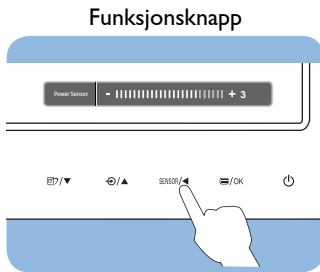 Funksjonsknapp
Power Sensor - + 3
/▼ /▲ SENSOR/◀ /OK